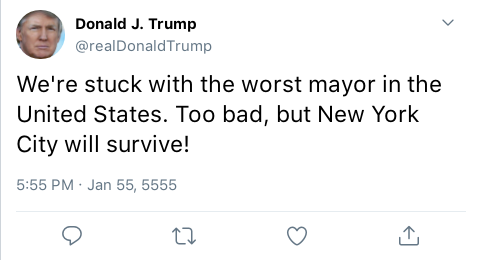 Donald J. Trump
@realDonaldTrump
We're stuck with the worst mayor in the
United States. Too bad, but New York
City will survive!
5:55 PM · Jan 55, 5555